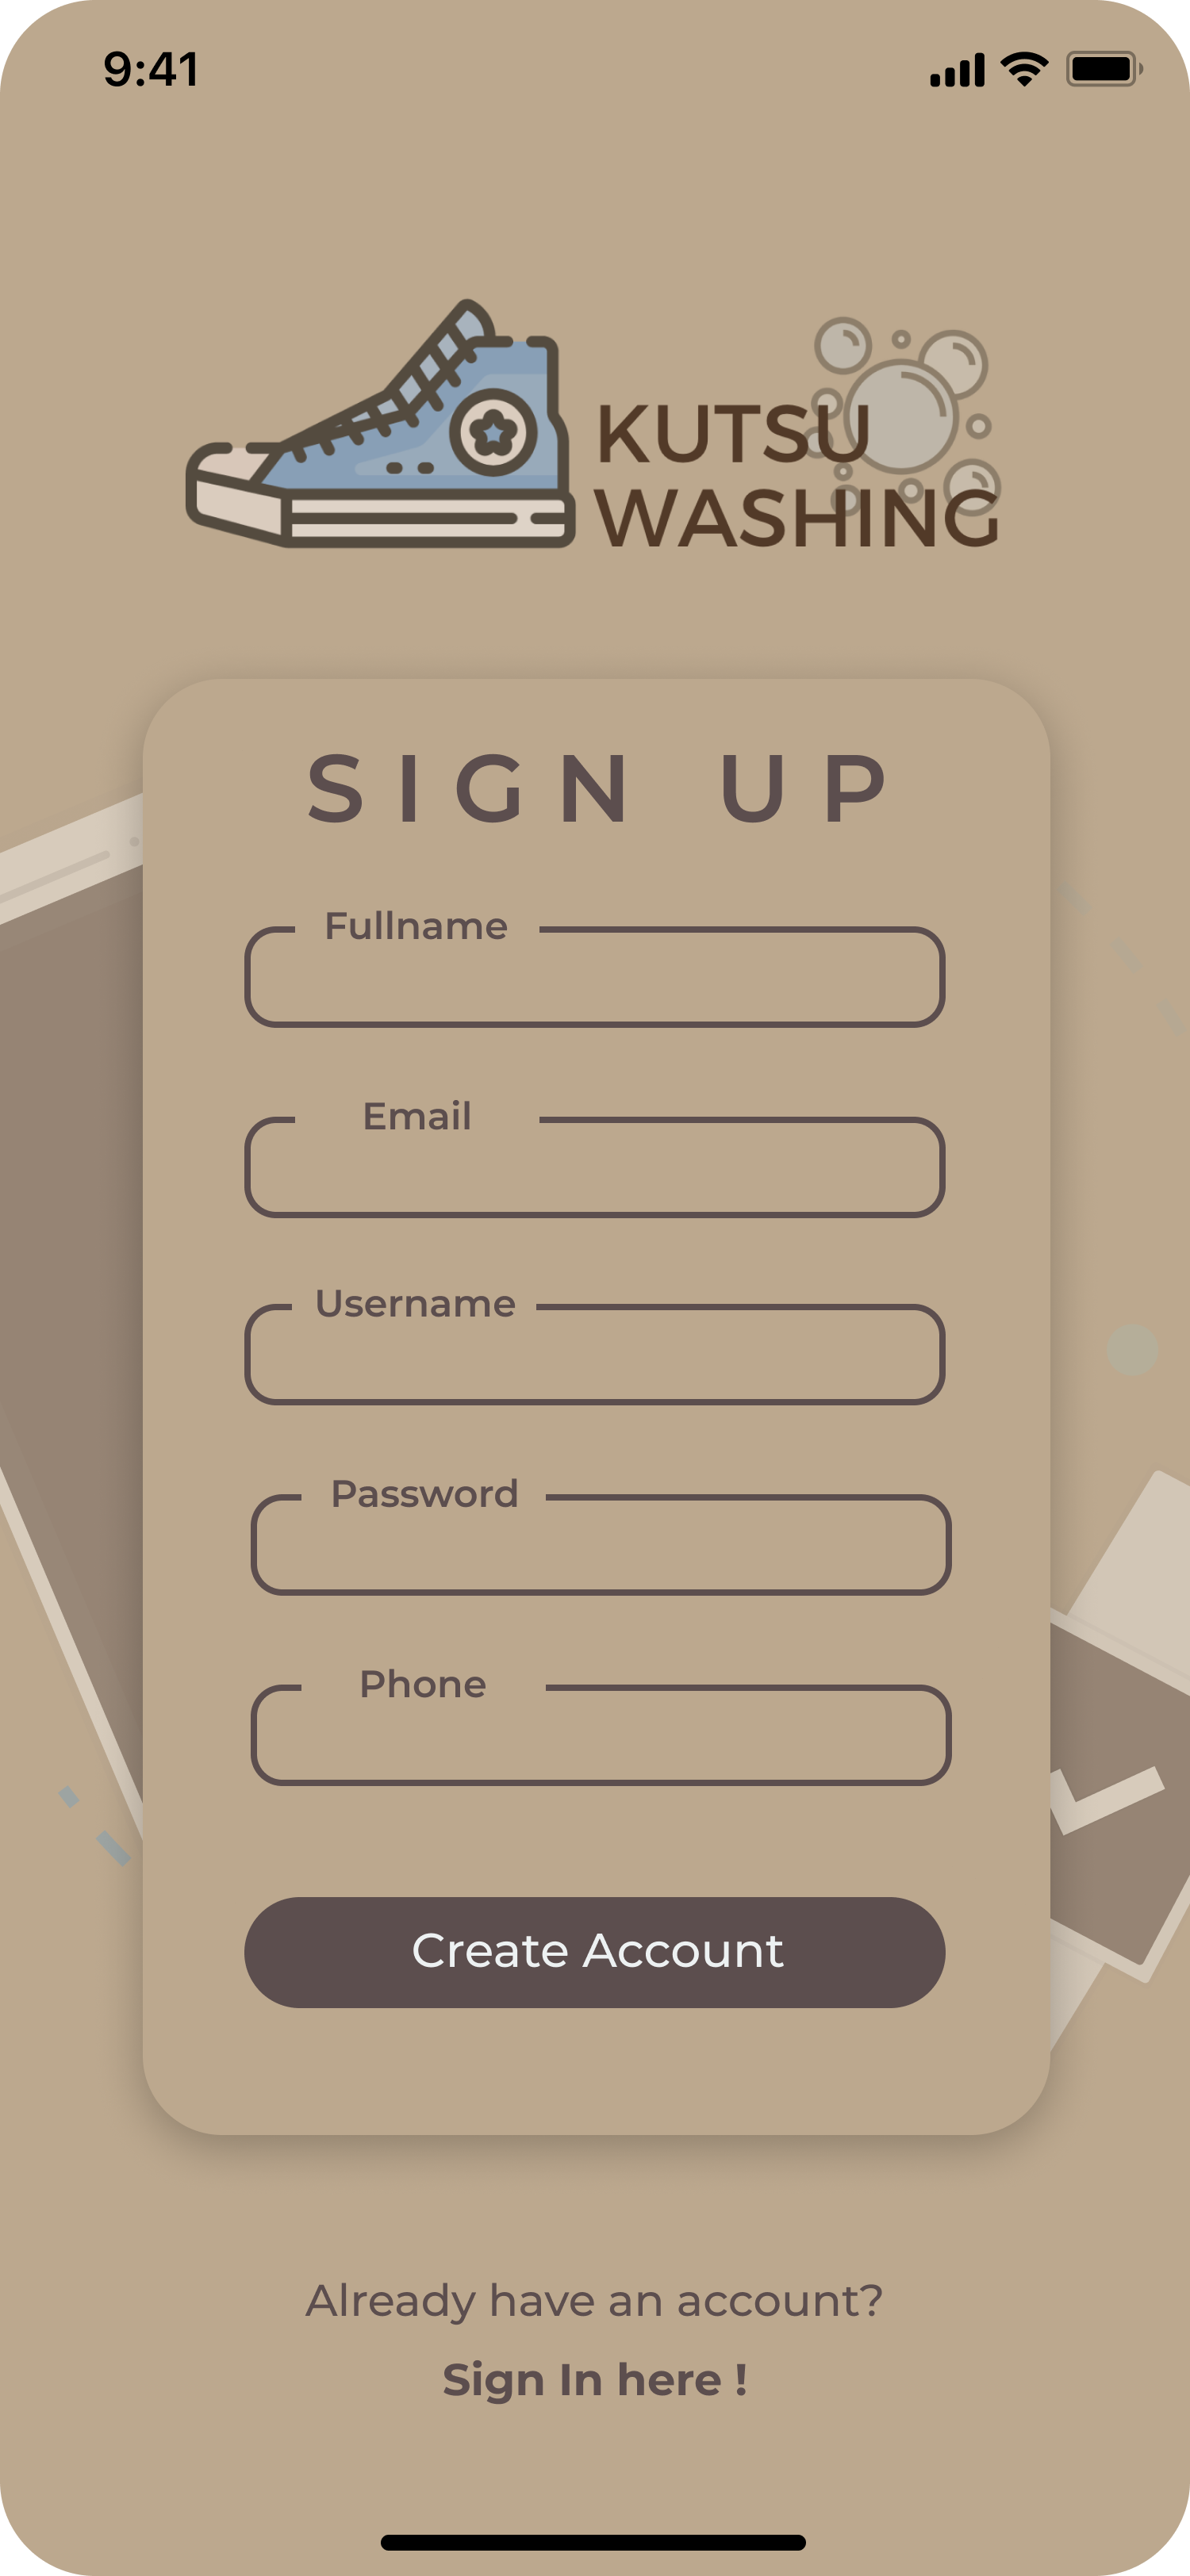 9:41
KUTSU
WASHING
SIGN UP
Fullname
Email
Username
Password
Phone
Create Account
Already have an account?
Sign In here !